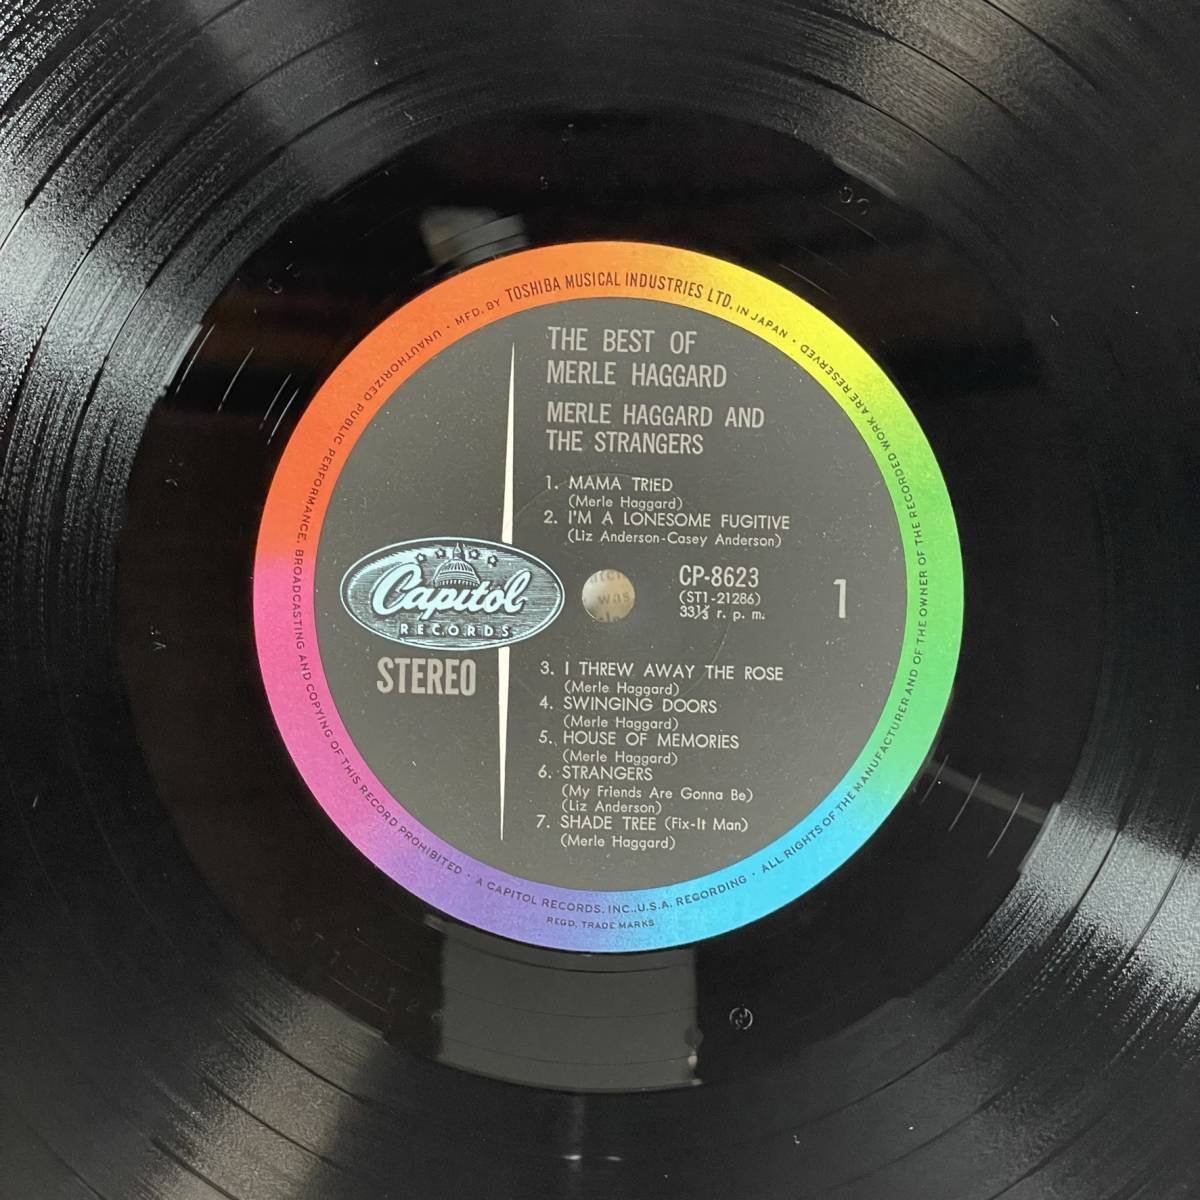 MFD. BY TOSHIBA MUSICAL INDUSTRIES LTD. IN JAPAN · ALL RIGHTS OF THE MANUFACTURER AND OF THE OWNER OF THE RECORDED WORK ARE RESERVED · UNAUTHORIZED PUBLIC PERFORMANCE, BROADCASTING AND COPYING OF THIS RECORD PROHIBITED ·
THE BEST OF
MERLE HAGGARD
MERLE HAGGARD AND
THE STRANGERS
1. MAMA TRIED
(Merle Haggard)
2. I'M A LONESOME FUGITIVE
(Liz Anderson-Casey Anderson)
Capitol
RECORDS
STEREO
was
CP-8623
(ST1-21286)
33⅓ r. p. m.
1
3. I THREW AWAY THE ROSE
(Merle Haggard)
4. SWINGING DOORS
(Merle Haggard)
5. HOUSE OF MEMORIES
(Merle Haggard)
6. STRANGERS
(My Friends Are Gonna Be)
(Liz Anderson)
7. SHADE TREE (Fix-It Man)
(Merle Haggard)
A CAPITOL RECORDS, INC., U.S.A. RECORDING ·
REGD. TRADE MARKS